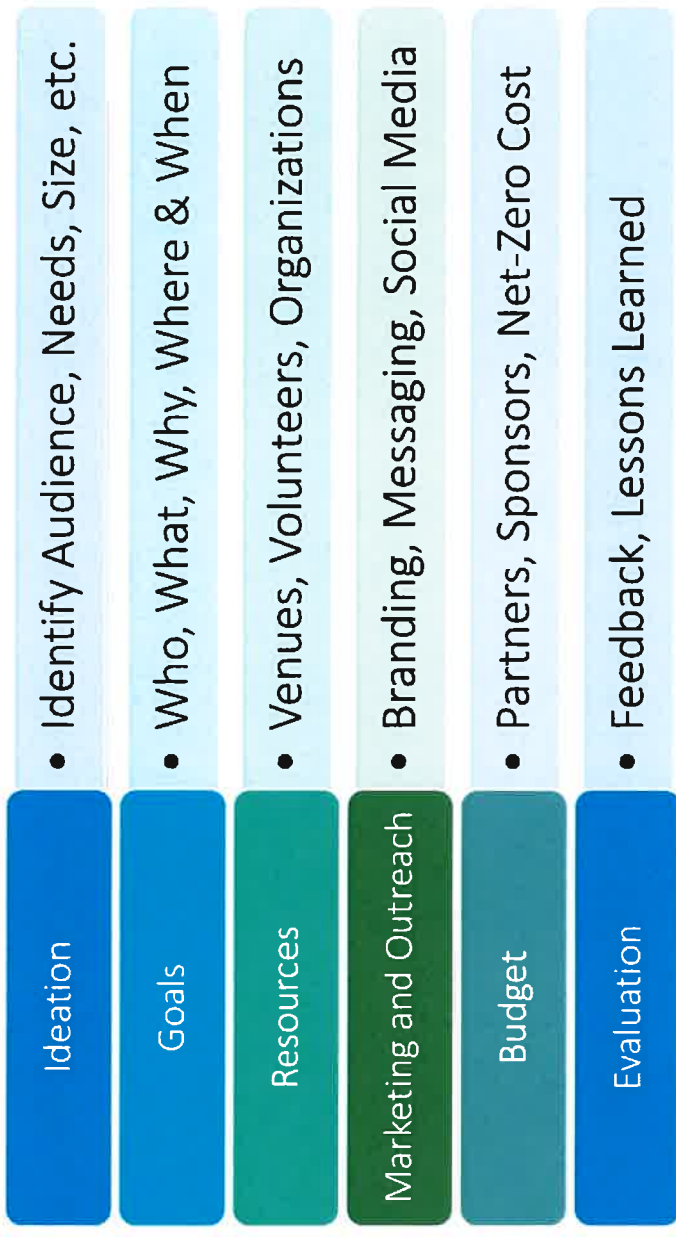 Ideation
• Identify Audience, Needs, Size, etc.
Goals
• Who, What, Why, Where & When
Resources
• Venues, Volunteers, Organizations
Marketing and Outreach
• Branding, Messaging, Social Media
Budget
• Partners, Sponsors, Net-Zero Cost
Evaluation
• Feedback, Lessons Learned